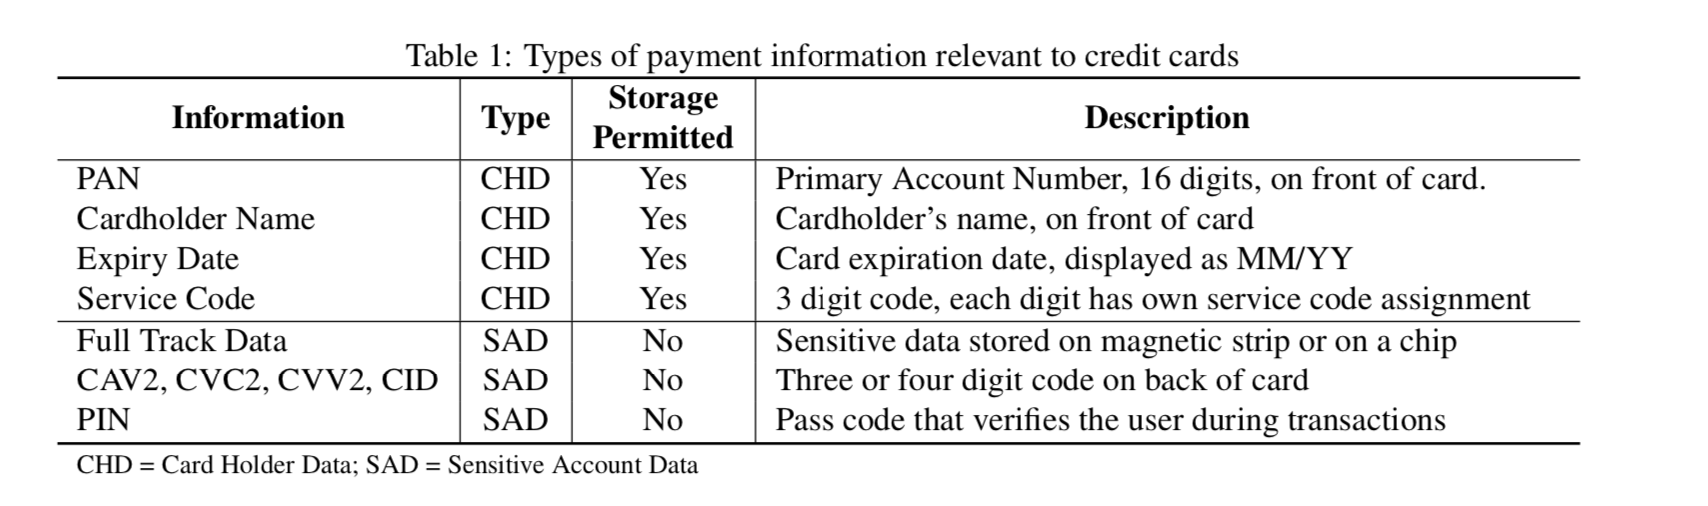 Table 1: Types of payment information relevant to credit cards
Information Type Storage Permitted Description
PAN CHD Yes Primary Account Number, 16 digits, on front of card.
Cardholder Name CHD Yes Cardholder’s name, on front of card
Expiry Date CHD Yes Card expiration date, displayed as MM/YY
Service Code CHD Yes 3 digit code, each digit has own service code assignment
Full Track Data SAD No Sensitive data stored on magnetic strip or on a chip
CAV2, CVC2, CVV2, CID SAD No Three or four digit code on back of card
PIN SAD No Pass code that verifies the user during transactions
CHD = Card Holder Data; SAD = Sensitive Account Data